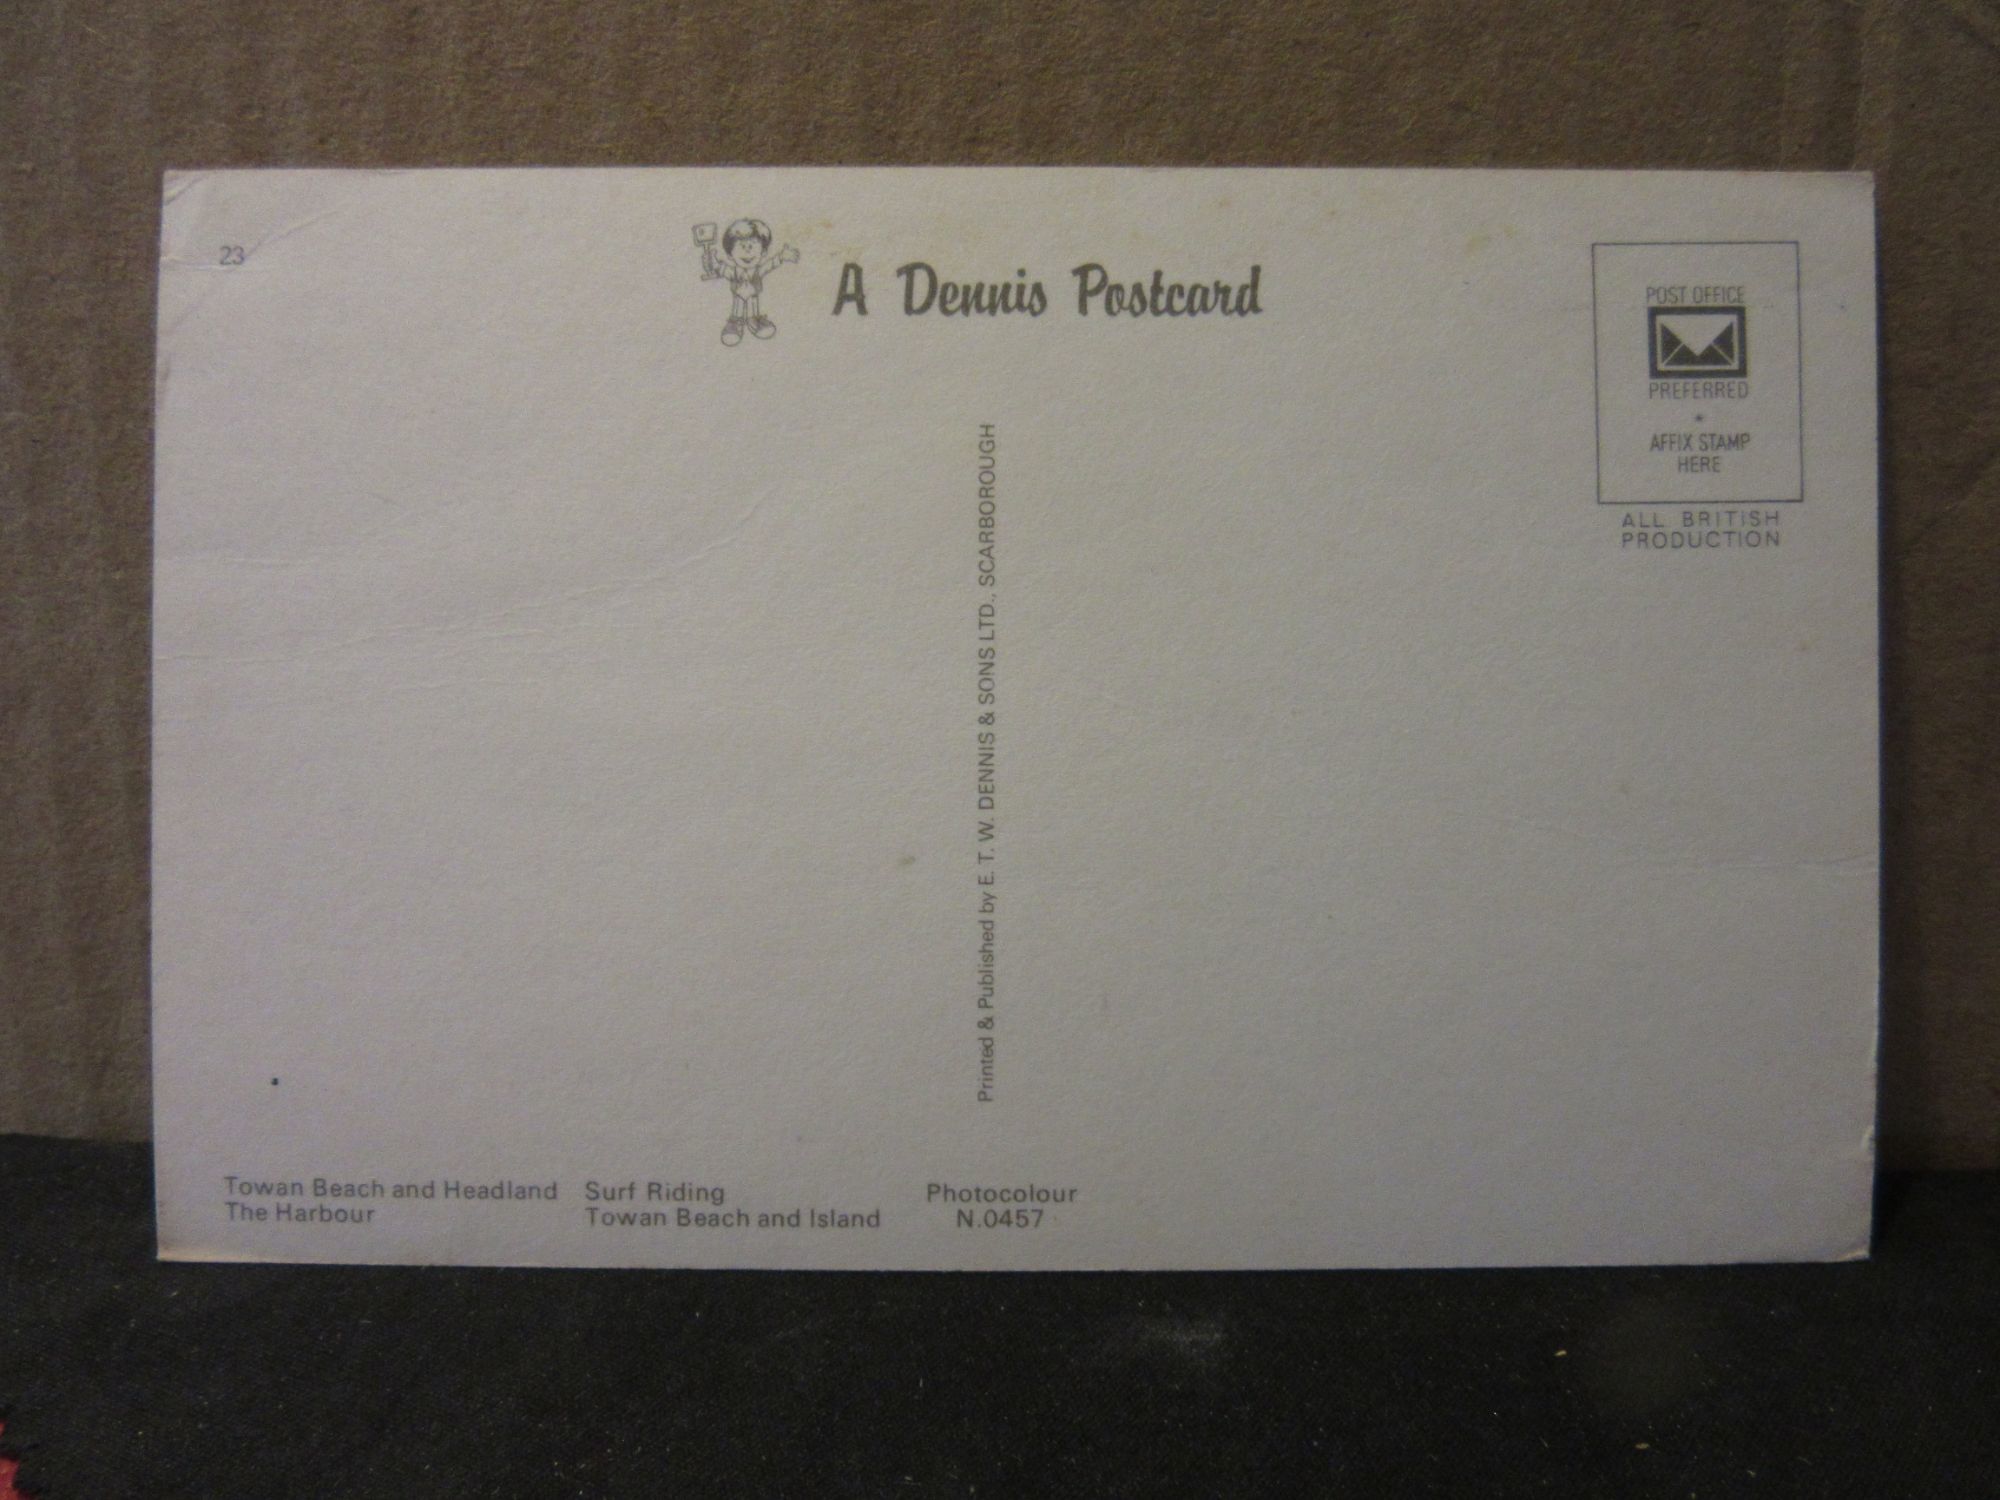 23
A Dennis Postcard
POST OFFICE
PREFERRED
AFFIX STAMP
HERE
ALL BRITISH
PRODUCTION
Printed & Published by E. T. W. DENNIS & SONS LTD., SCARBOROUGH
Towan Beach and Headland
The Harbour
Surf Riding
Towan Beach and Island
Photocolour
N.0457